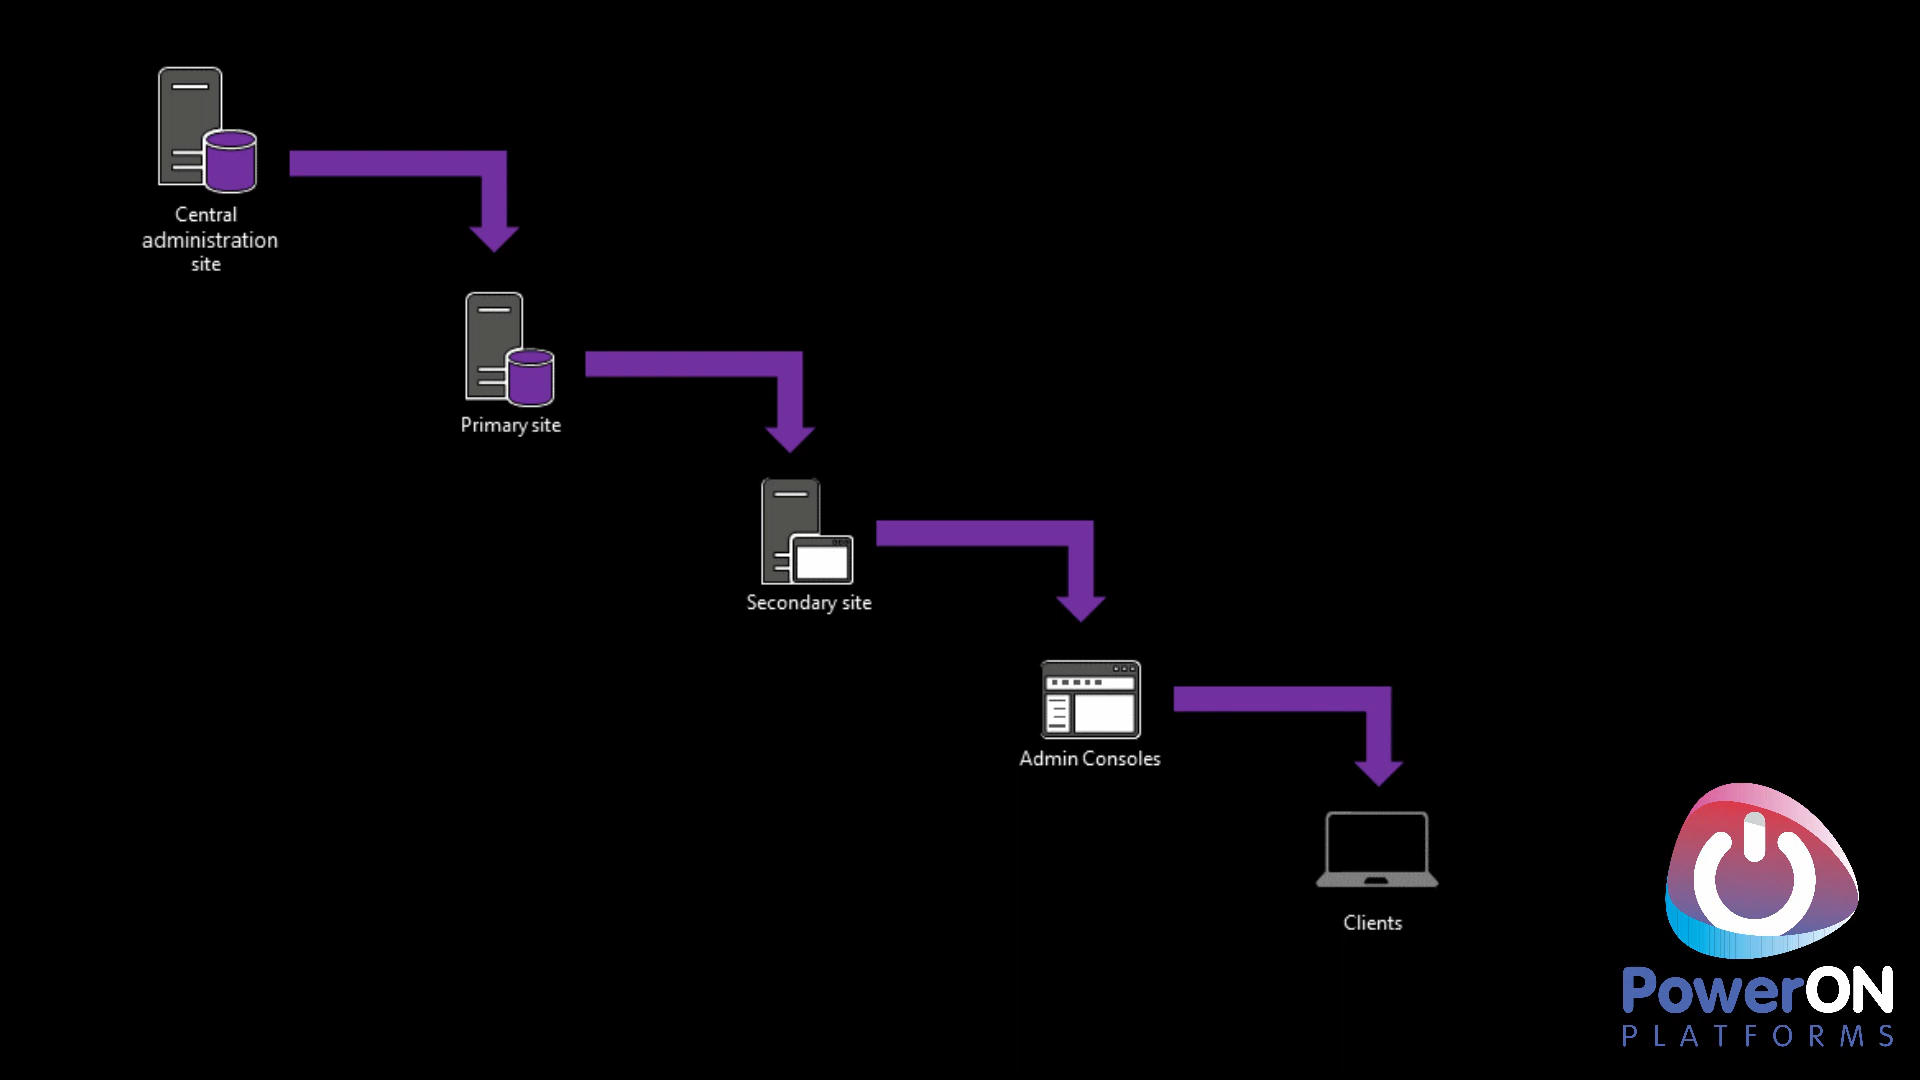 Central
administration
site
Primary site
Secondary site
Admin Consoles
Clients
PowerON
PLATFORMS